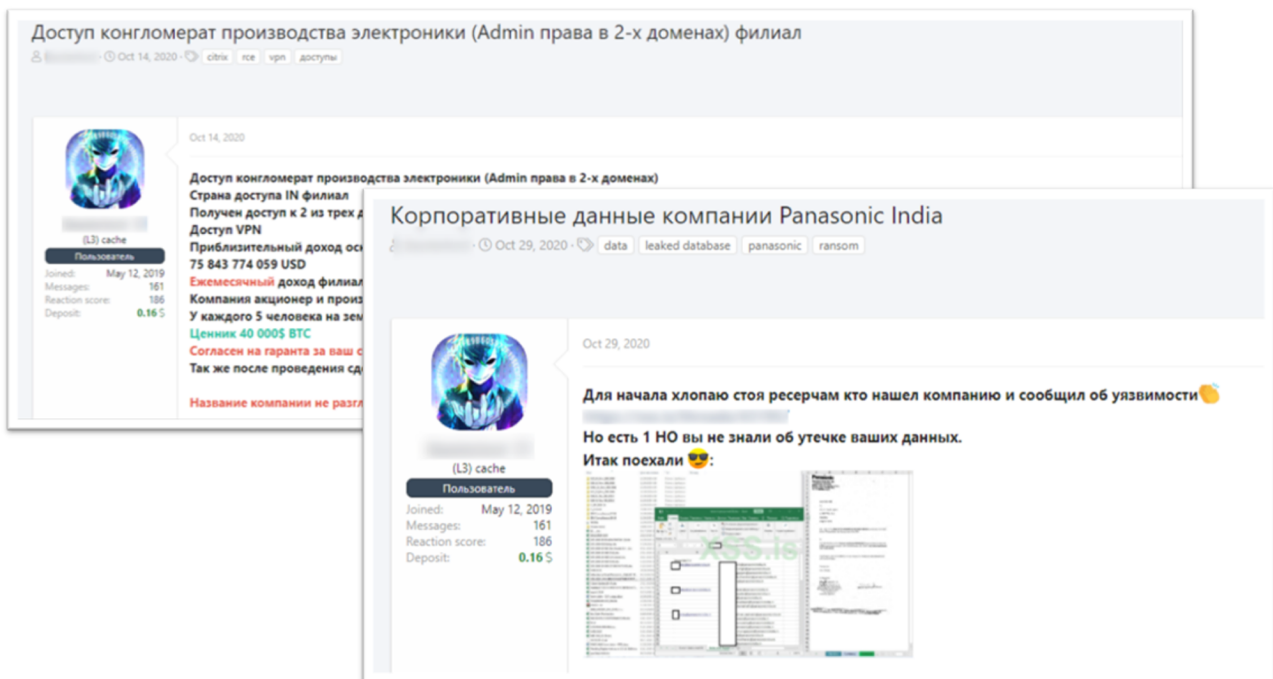 Доступ конгломерат производства электроники (Admin права в 2-х доменах) филиал
Oct 14, 2020
citrix
rce
vpn
доступы
Oct 14, 2020
(L3) cache
Пользователь
Joined: May 12, 2019
Messages: 161
Reaction score: 186
Deposit: 0.16 $
Доступ конгломерат производства электроники (Admin права в 2-х доменах)
Страна доступа IN филиал
Получен доступ к 2 из трех
Доступ VPN
Приблизительный доход
75 843 774 059 USD
Ежемесячный доход
Компания акционер и
У каждого 5 человека на
Ценник 40 000$ BTC
Согласен на гаранта за ваш
Так же после проведения
Название компании не
Корпоративные данные компании Panasonic India
Oct 29, 2020
data
leaked database
panasonic
ransom
Oct 29, 2020
(L3) cache
Пользователь
Joined: May 12, 2019
Messages: 161
Reaction score: 186
Deposit: 0.16 $
Для начала хлопаю стоя ресерчам кто нашел компанию и сообщил об уязвимости👏
Но есть 1 НО вы не знали об утечке ваших данных.
Итак поехали 😎:
XSS.is
Panasonic